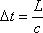 Δt = L/c